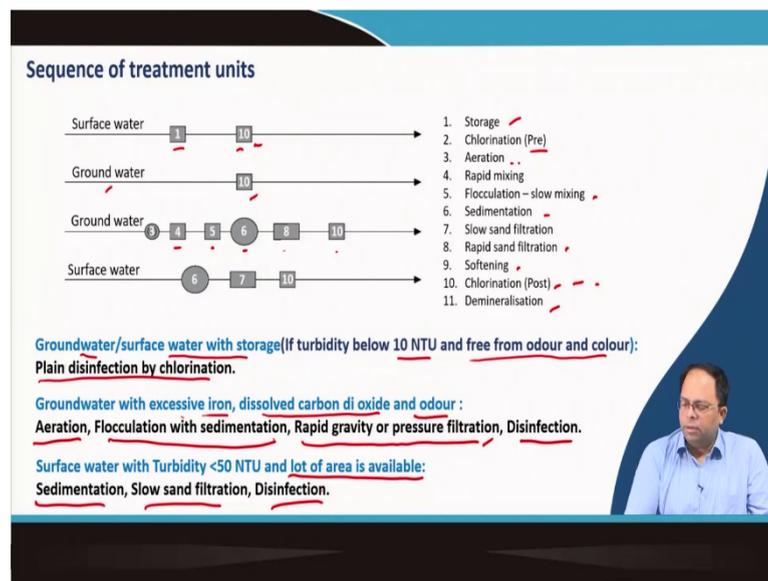 Sequence of treatment units
Surface water
1 10
Ground water
10
Ground water
3 4 5 6 8 10
Surface water
6 7 10
1. Storage
2. Chlorination (Pre)
3. Aeration
4. Rapid mixing
5. Flocculation – slow mixing
6. Sedimentation
7. Slow sand filtration
8. Rapid sand filtration
9. Softening
10. Chlorination (Post)
11. Demineralisation
Groundwater/surface water with storage(If turbidity below 10 NTU and free from odour and colour):
Plain disinfection by chlorination.
Groundwater with excessive iron, dissolved carbon di oxide and odour :
Aeration, Flocculation with sedimentation, Rapid gravity or pressure filtration, Disinfection.
Surface water with Turbidity <50 NTU and lot of area is available:
Sedimentation, Slow sand filtration, Disinfection.